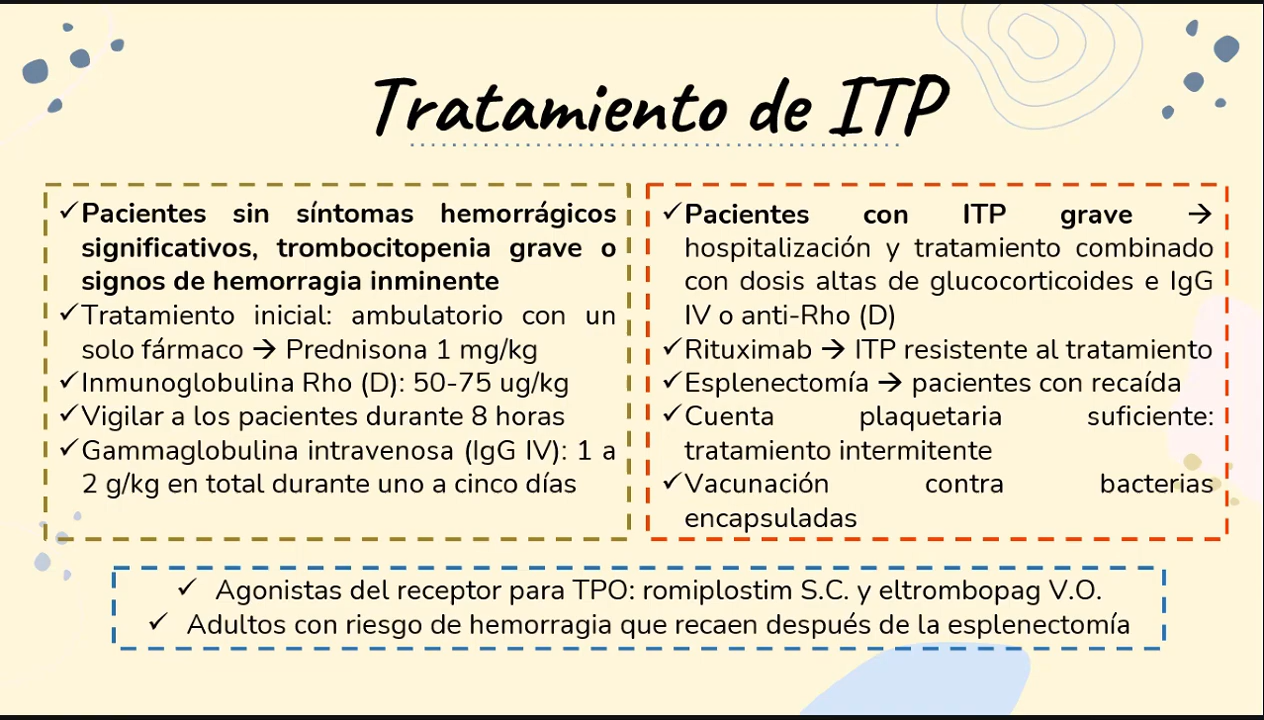 Tratamiento de ITP
✓Pacientes sin síntomas hemorrágicos
significativos, trombocitopenia grave o
signos de hemorragia inminente
✓Tratamiento inicial: ambulatorio con un
solo fármaco → Prednisona 1 mg/kg
✓Inmunoglobulina Rho (D): 50-75 ug/kg
✓Vigilar a los pacientes durante 8 horas
✓Gammaglobulina intravenosa (IgG IV): 1 a
2 g/kg en total durante uno a cinco días
✓Pacientes con ITP grave →
hospitalización y tratamiento combinado
con dosis altas de glucocorticoides e IgG
IV o anti-Rho (D)
✓Rituximab → ITP resistente al tratamiento
✓Esplenectomía → pacientes con recaída
✓Cuenta plaquetaria suficiente:
tratamiento intermitente
✓Vacunación contra bacterias
encapsuladas
✓ Agonistas del receptor para TPO: romiplostim S.C. y eltrombopag V.O.
✓ Adultos con riesgo de hemorragia que recaen después de la esplenectomía